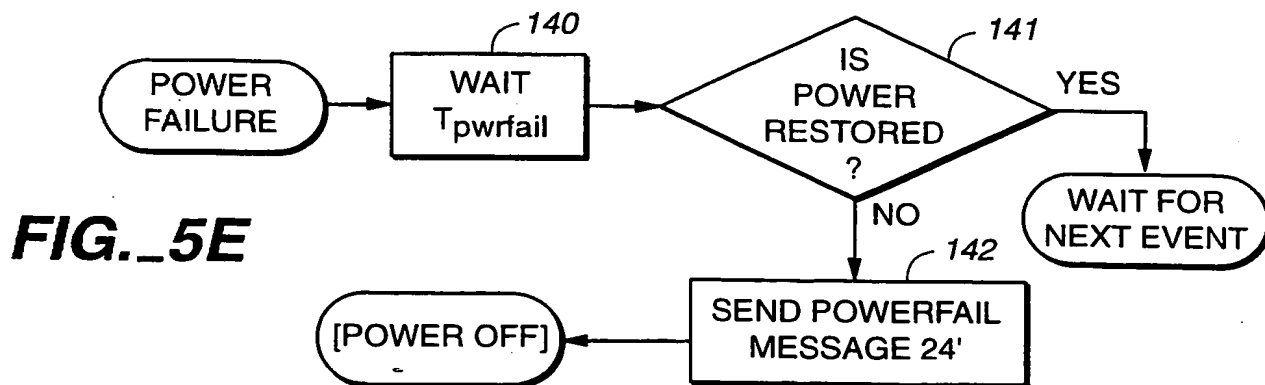 140
141
POWER
FAILURE
WAIT
Tpwrfail
IS
POWER
RESTORED
?
YES
NO
WAIT FOR
NEXT EVENT
FIG._5E
142
SEND POWERFAIL
MESSAGE 24'
[POWER OFF]